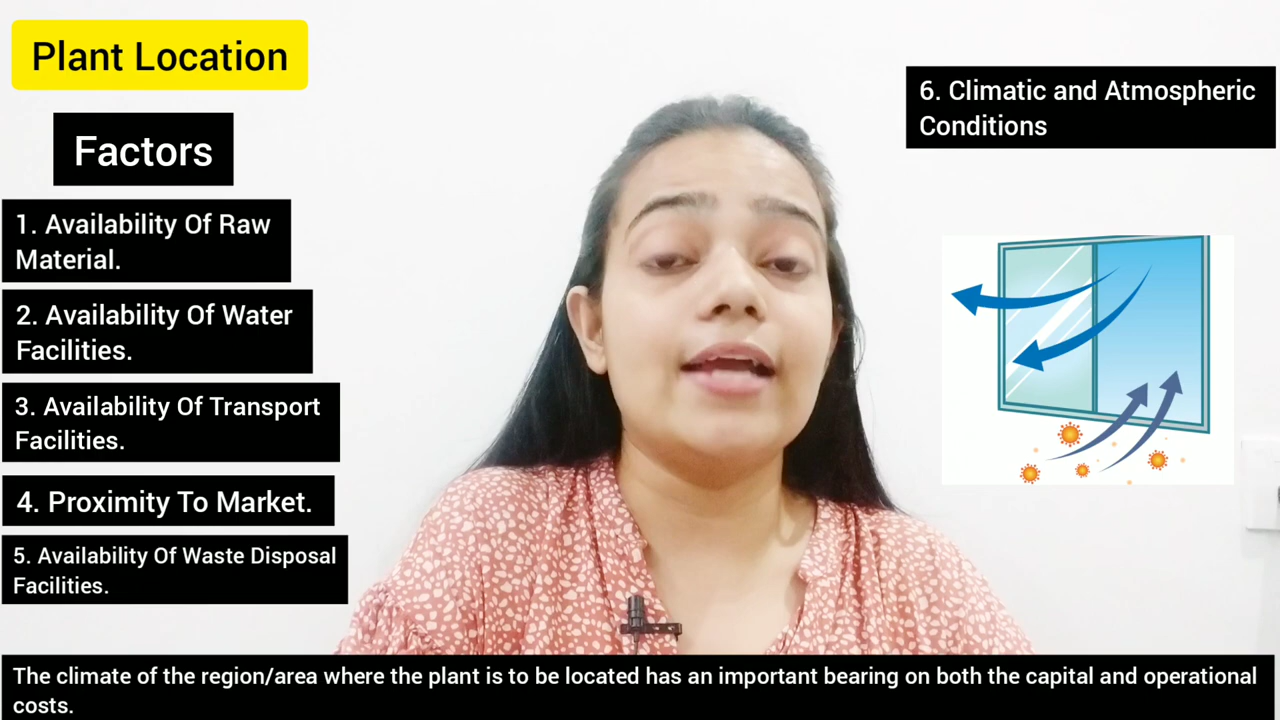 Plant Location
Factors
1. Availability Of Raw
Material.
2. Availability Of Water
Facilities.
3. Availability Of Transport
Facilities.
4. Proximity To Market.
5. Availability Of Waste Disposal
Facilities.
6. Climatic and Atmospheric
Conditions
The climate of the region/area where the plant is to be located has an important bearing on both the capital and operational
costs.